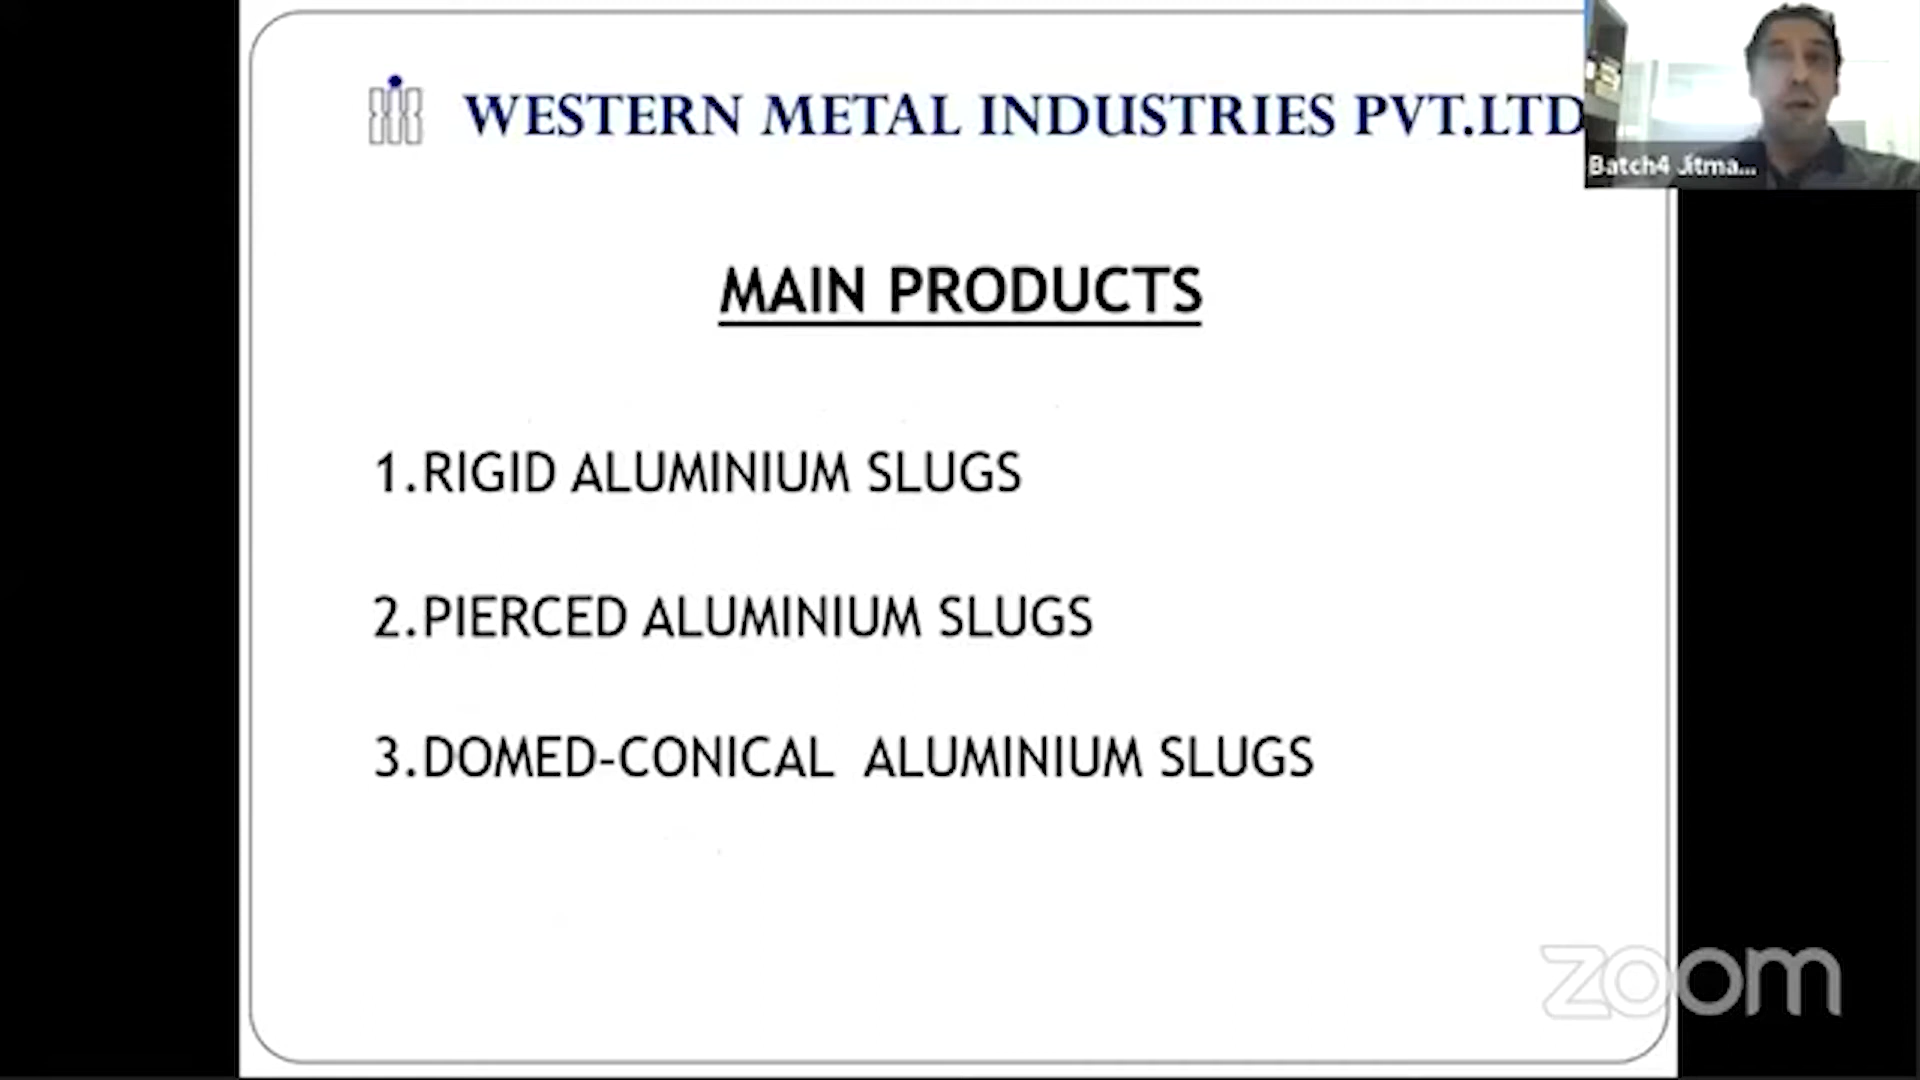 WESTERN METAL INDUSTRIES PVT.LTD
Batch4 Jitma...
MAIN PRODUCTS
1.RIGID ALUMINIUM SLUGS
2.PIERCED ALUMINIUM SLUGS
3.DOMED-CONICAL ALUMINIUM SLUGS
zoom